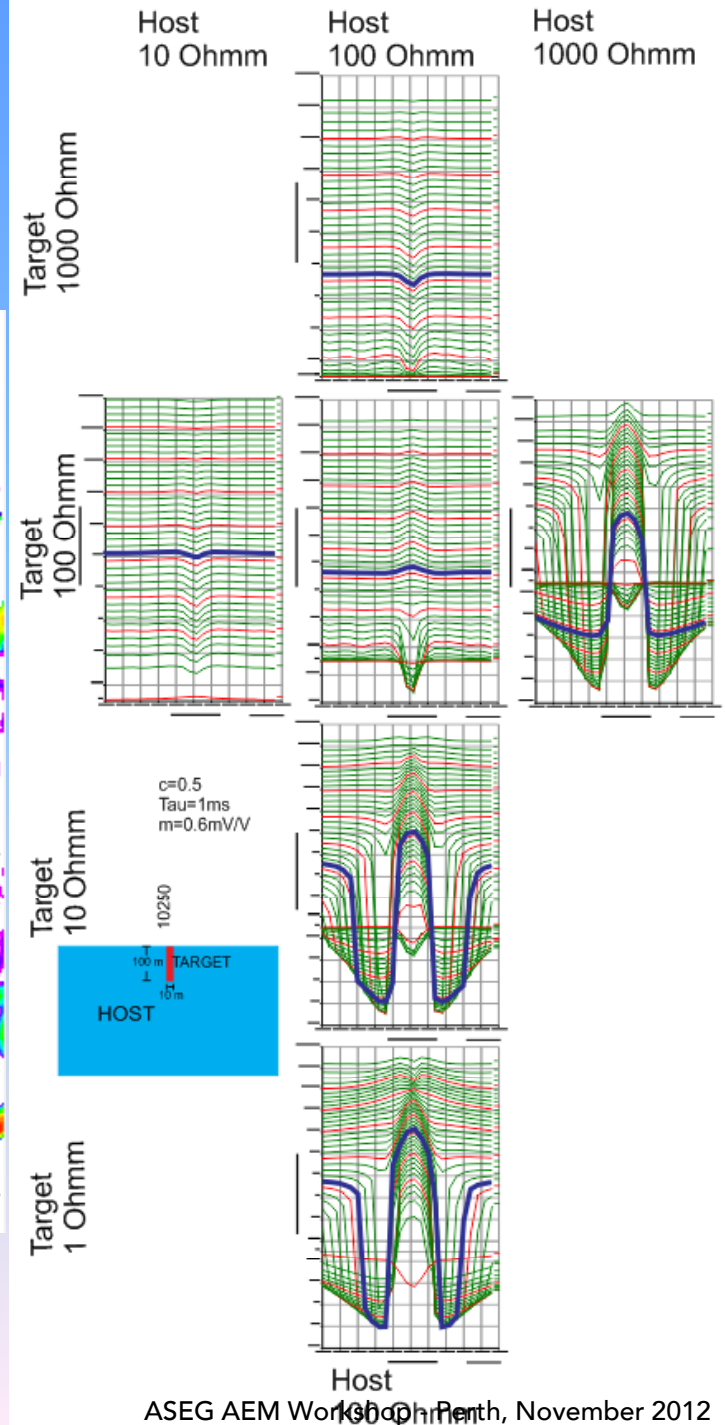 Host
10 Ohmm
Host
100 Ohmm
Host
1000 Ohmm
Target
1000 Ohmm
Target
100 Ohmm
Target
10 Ohmm
c=0.5
Tau=1ms
m=0.6mV/V
10250
100 m
TARGET
10 m
HOST
Target
1 Ohmm
Host
100 Ohmm
ASEG AEM Workshop - Perth, November 2012